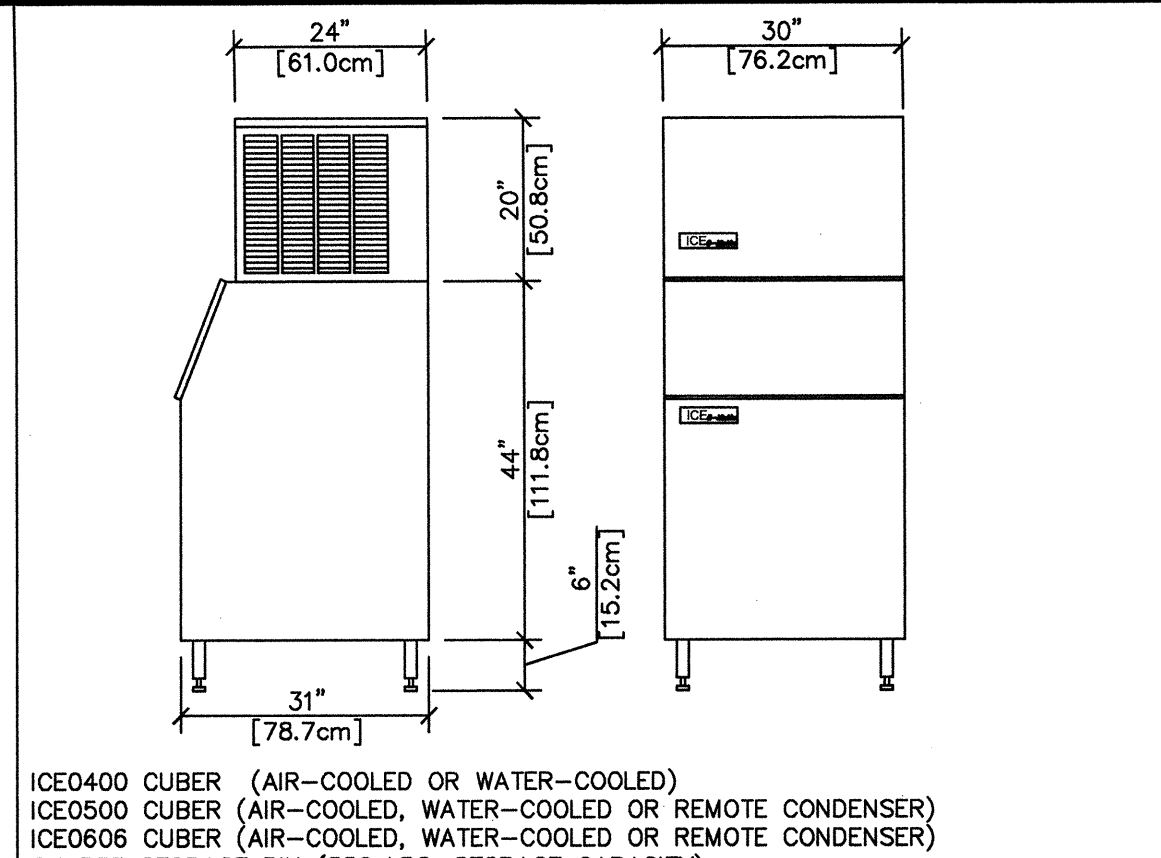 24"
[61.0cm]
30"
[76.2cm]
20"
[50.8cm]
ICE
44"
[111.8cm]
ICE
6"
[15.2cm]
31"
[78.7cm]
ICE0400 CUBER (AIR-COOLED OR WATER-COOLED)
ICE0500 CUBER (AIR-COOLED, WATER-COOLED OR REMOTE CONDENSER)
ICE0606 CUBER (AIR-COOLED, WATER-COOLED OR REMOTE CONDENSER)